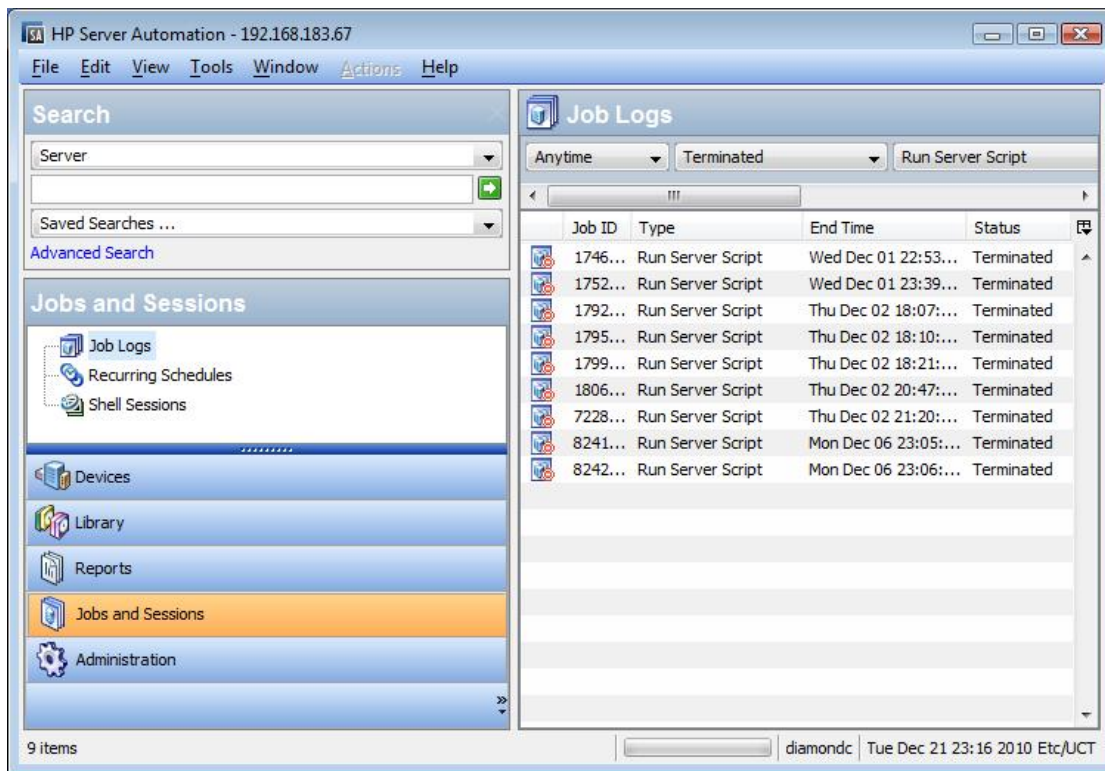 HP Server Automation - 192.168.183.67
File Edit View Tools Window Actions Help
Search
Server
Saved Searches ...
Advanced Search
Jobs and Sessions
Job Logs
Recurring Schedules
Shell Sessions
Devices
Library
Reports
Jobs and Sessions
Administration
Job Logs
Anytime Terminated Run Server Script
Job ID Type End Time Status
1746... Run Server Script Wed Dec 01 22:53... Terminated
1752... Run Server Script Wed Dec 01 23:39... Terminated
1792... Run Server Script Thu Dec 02 18:07:... Terminated
1795... Run Server Script Thu Dec 02 18:10:... Terminated
1799... Run Server Script Thu Dec 02 18:21:... Terminated
1806... Run Server Script Thu Dec 02 20:47:... Terminated
7228... Run Server Script Thu Dec 02 21:20:... Terminated
8241... Run Server Script Mon Dec 06 23:05:... Terminated
8242... Run Server Script Mon Dec 06 23:06:... Terminated
9 items diamondc Tue Dec 21 23:16 2010 Etc/UCT